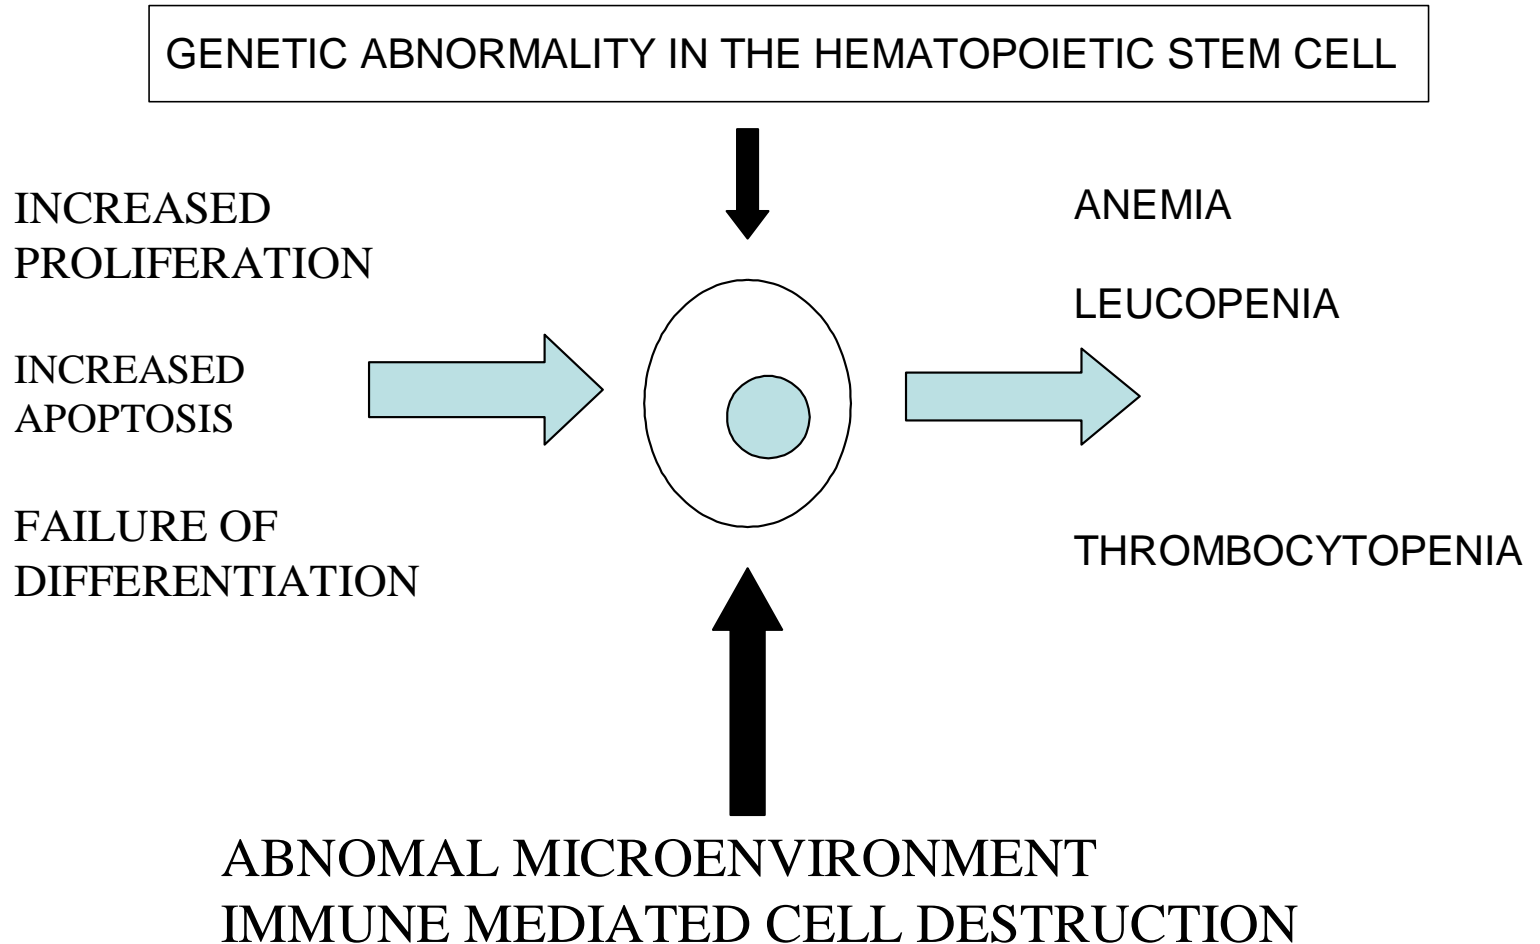 GENETIC ABNORMALITY IN THE HEMATOPOIETIC STEM CELL
INCREASED
PROLIFERATION
INCREASED
APOPTOSIS
FAILURE OF
DIFFERENTIATION
ANEMIA
LEUCOPENIA
THROMBOCYTOPENIA
ABNOMAL MICROENVIRONMENT
IMMUNE MEDIATED CELL DESTRUCTION